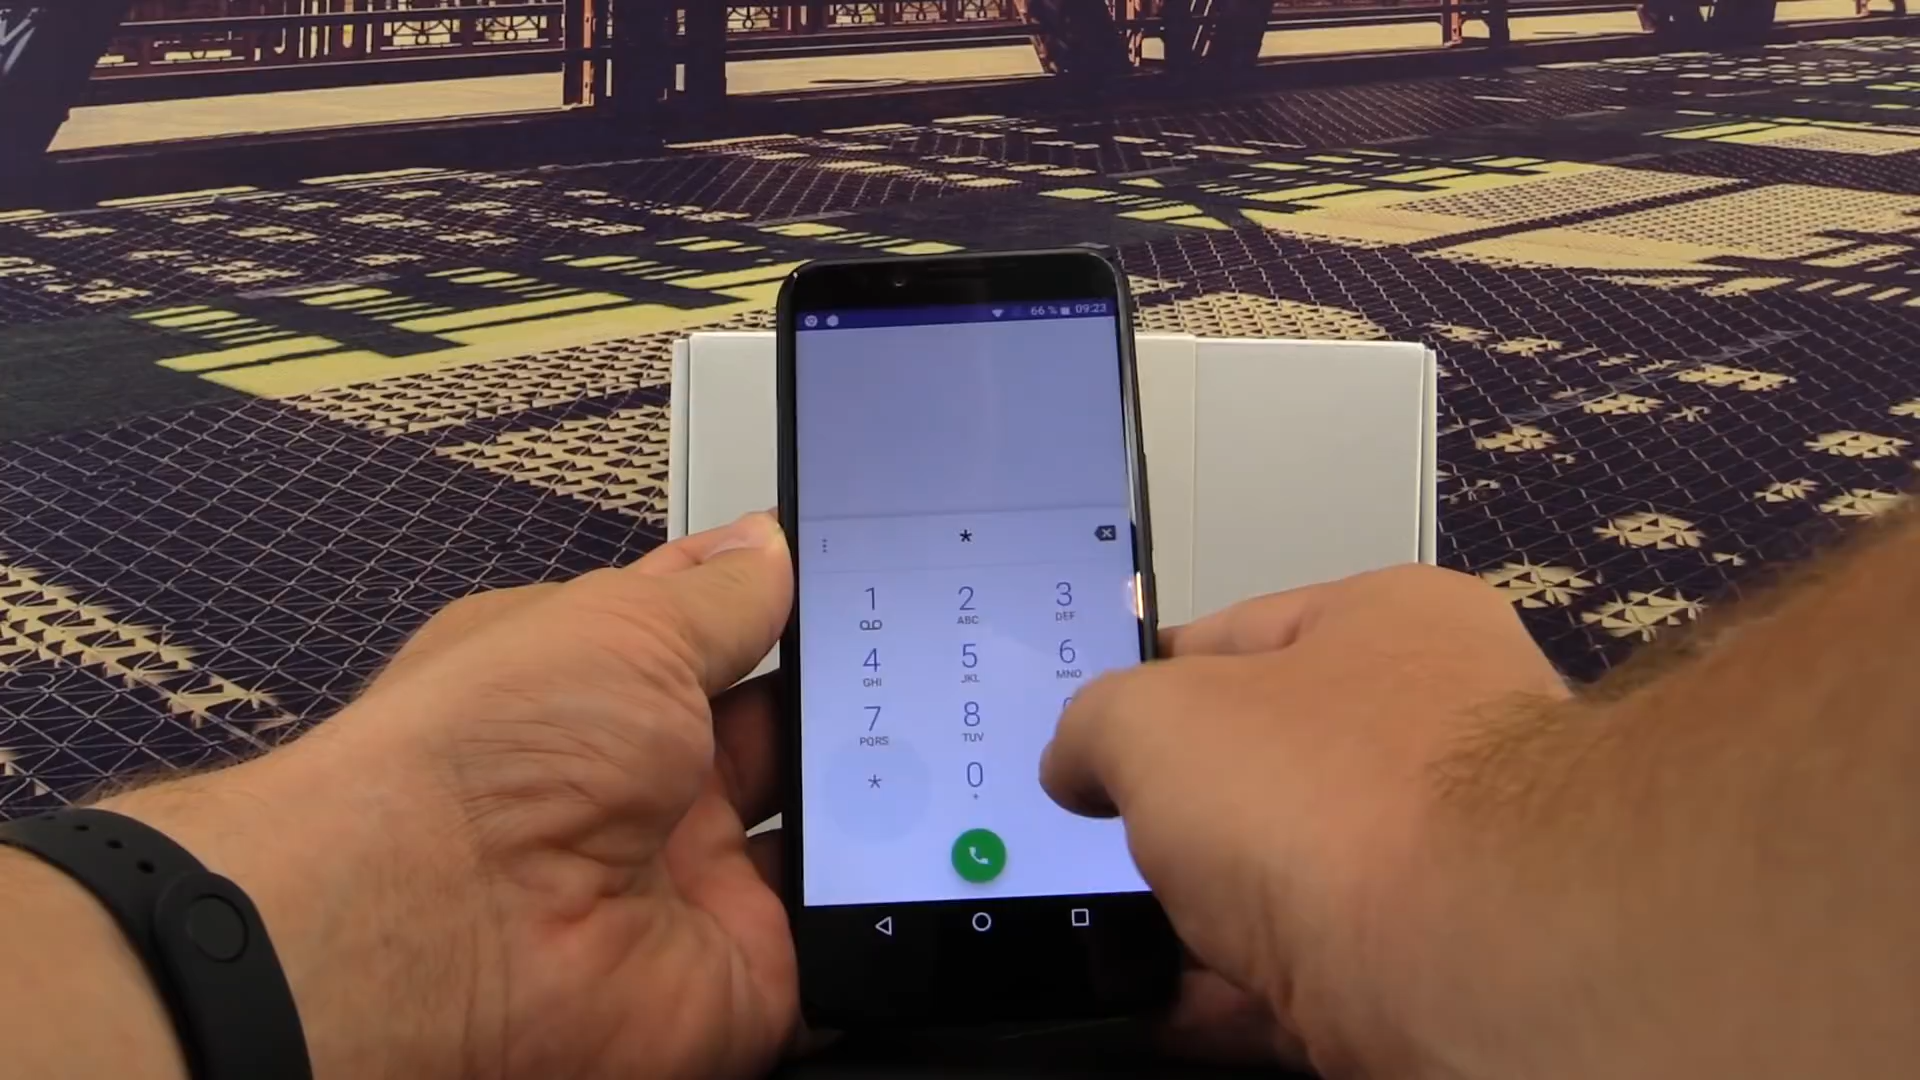 66 % 09:23
*
1 2 3
ABC DEF
4 5 6
GHI JKL MNO
7 8
PQRS TUV
* 0
+